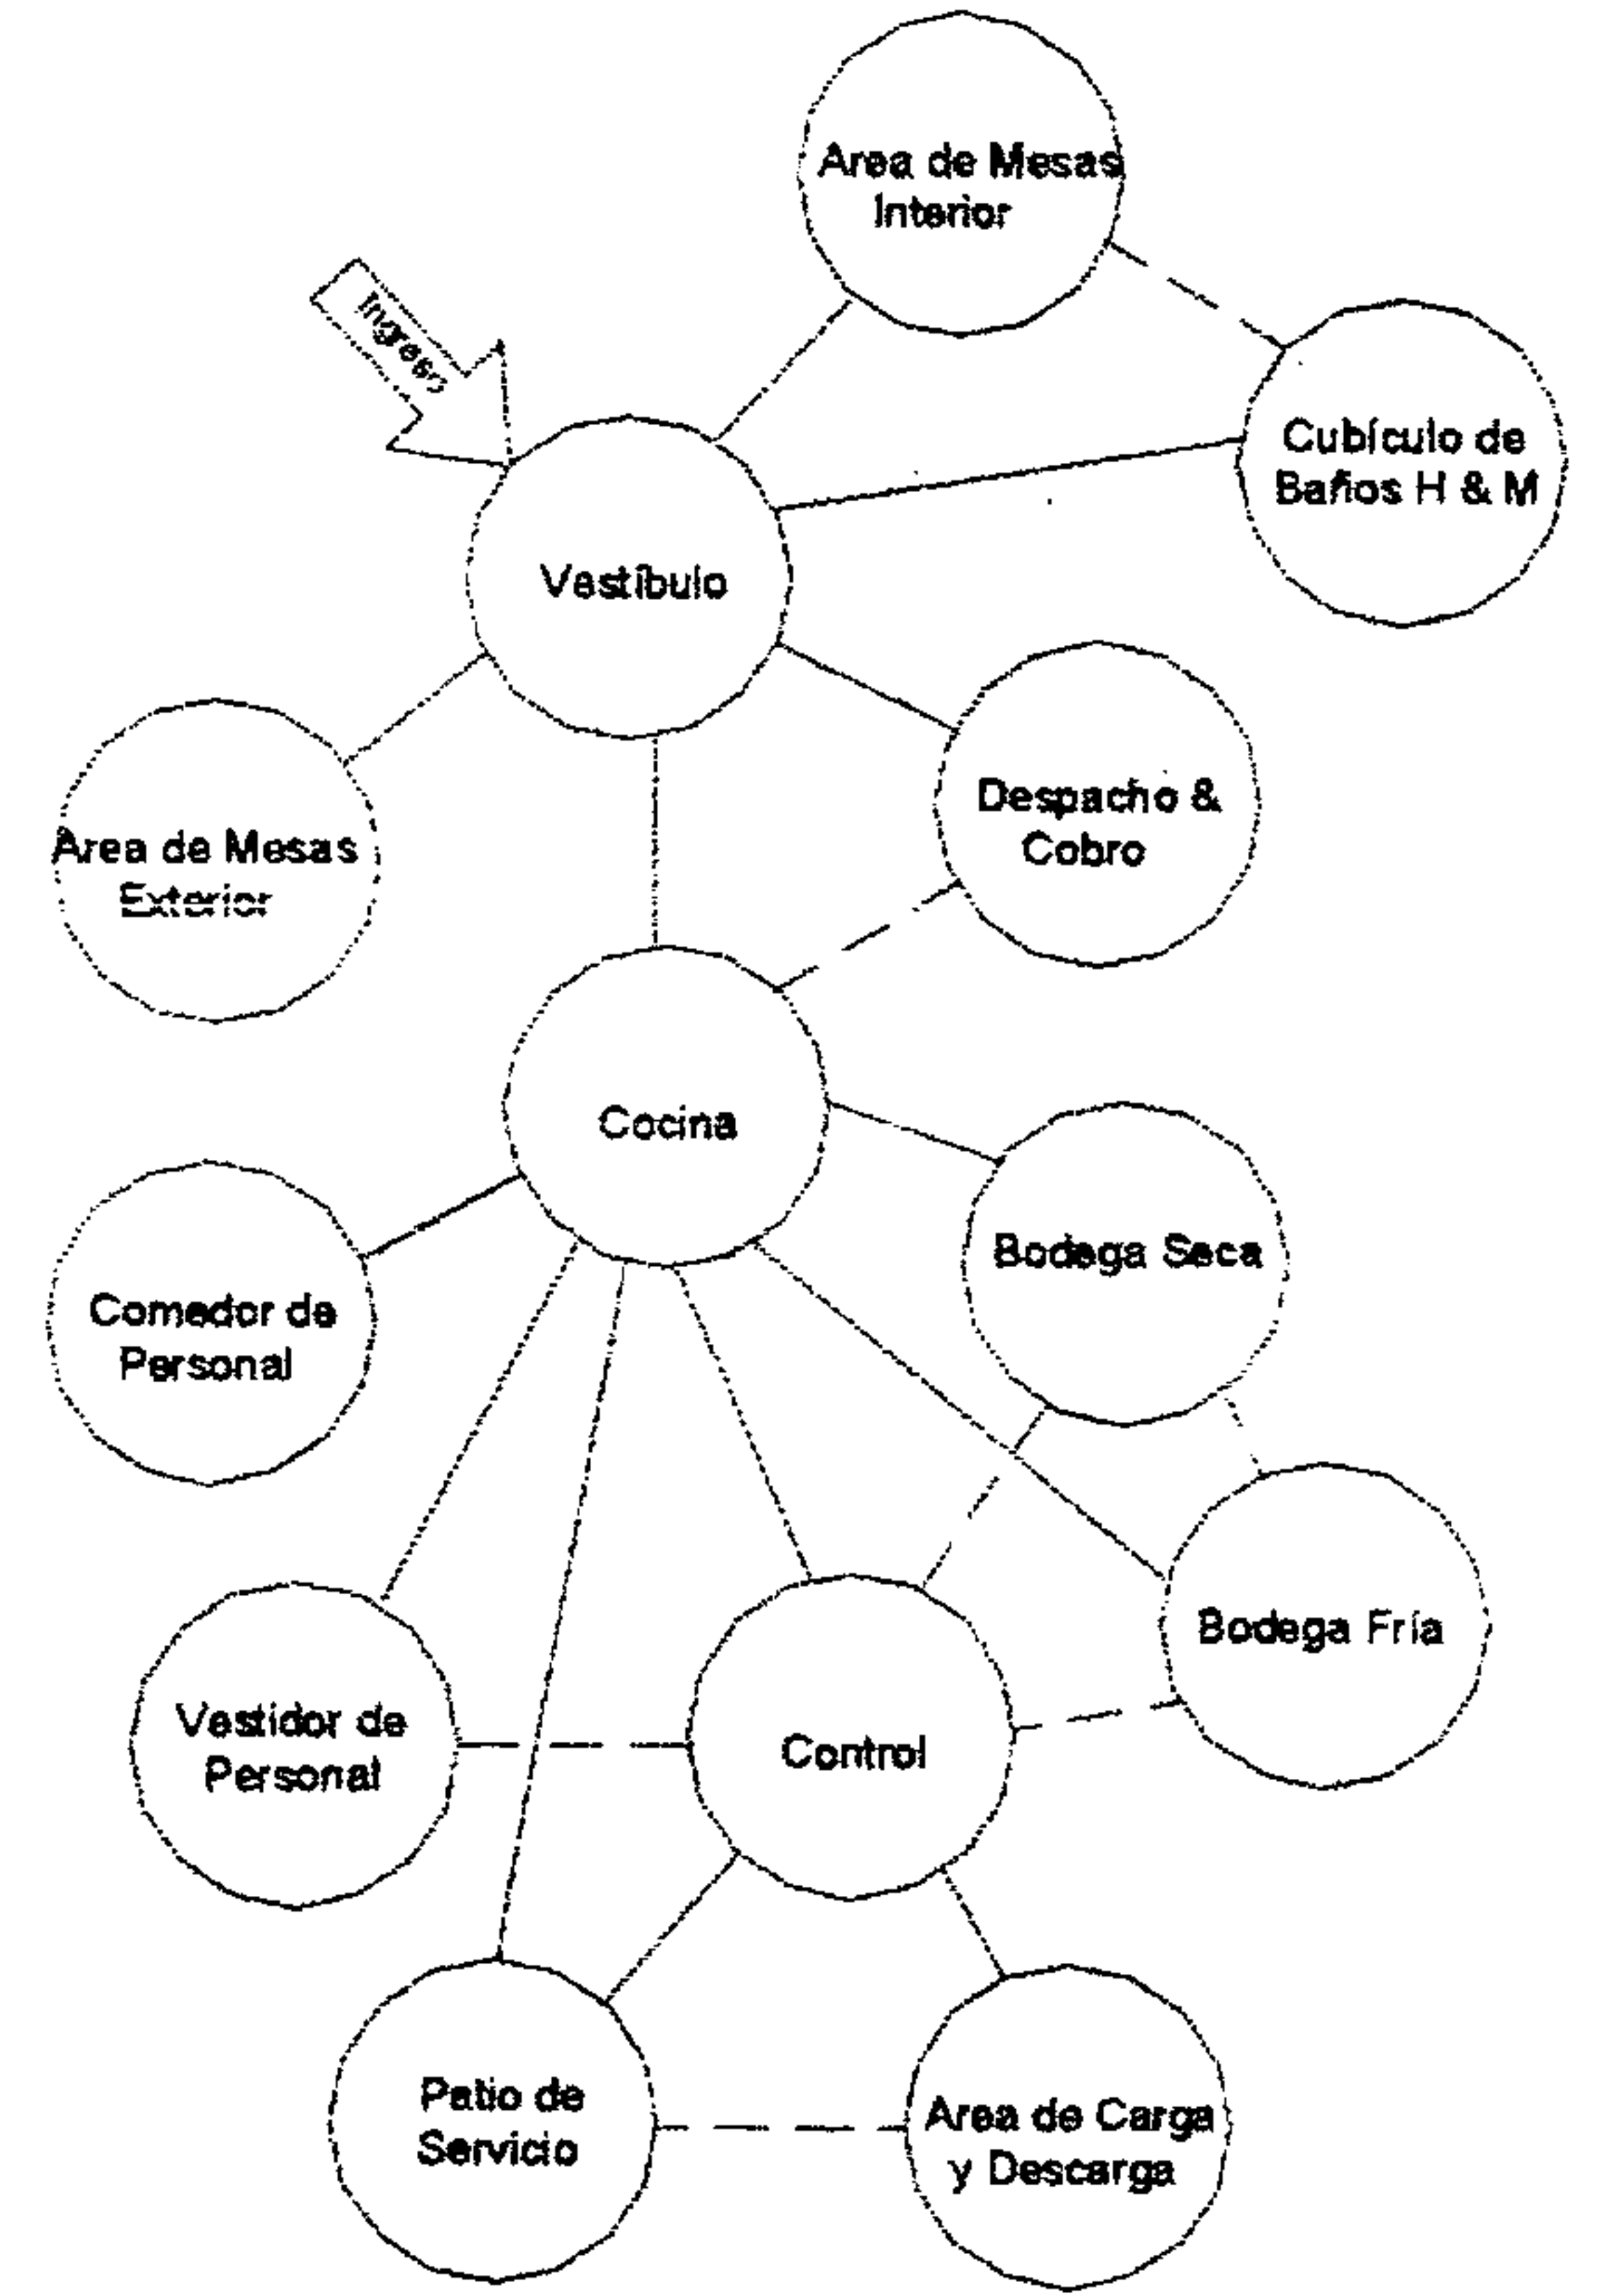 Area de Mesas
Interior
Ingreso
Cubículo de
Baños H & M
Vestíbulo
Despacho &
Cobro
Area de Mesas
Exterior
Cocina
Bodega Seca
Comedor de
Personal
Bodega Fría
Vestidor de
Personal
Control
Patio de
Servicio
Area de Carga
y Descarga